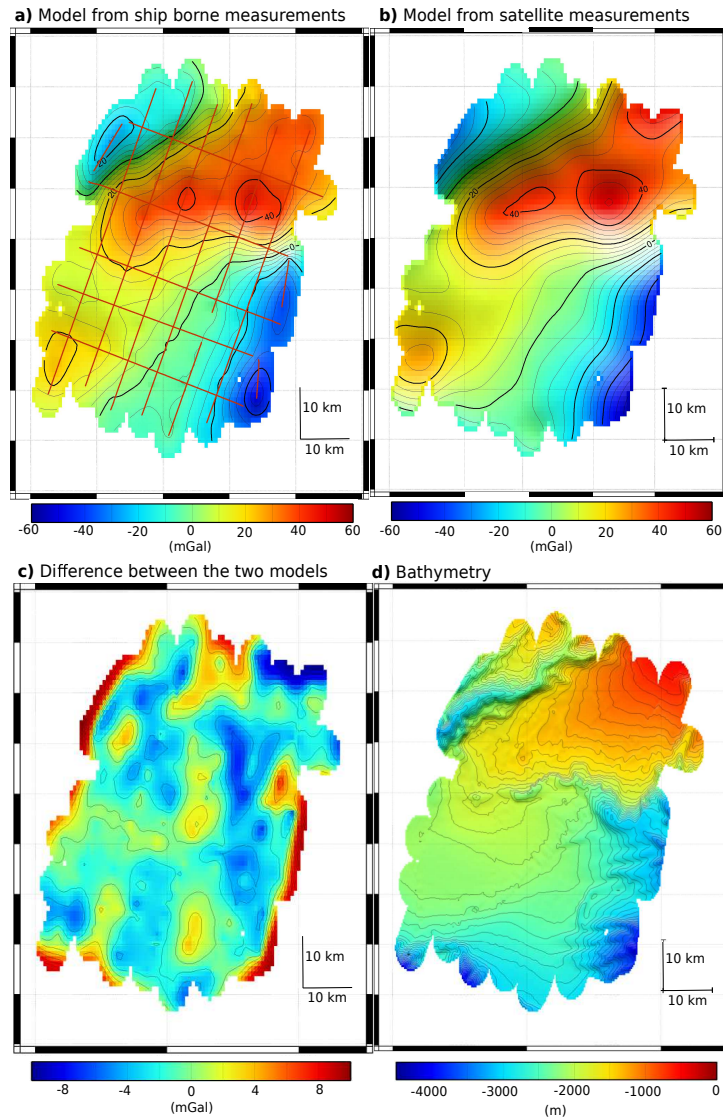 a) Model from ship borne measurements
20
20
40
0
10 km
10 km
-60 -40 -20 0 20 40 60
(mGal)
b) Model from satellite measurements
20
40
40
0
10 km
10 km
-60 -40 -20 0 20 40 60
(mGal)
c) Difference between the two models
10 km
10 km
-8 -4 0 4 8
(mGal)
d) Bathymetry
10 km
10 km
-4000 -3000 -2000 -1000 0
(m)